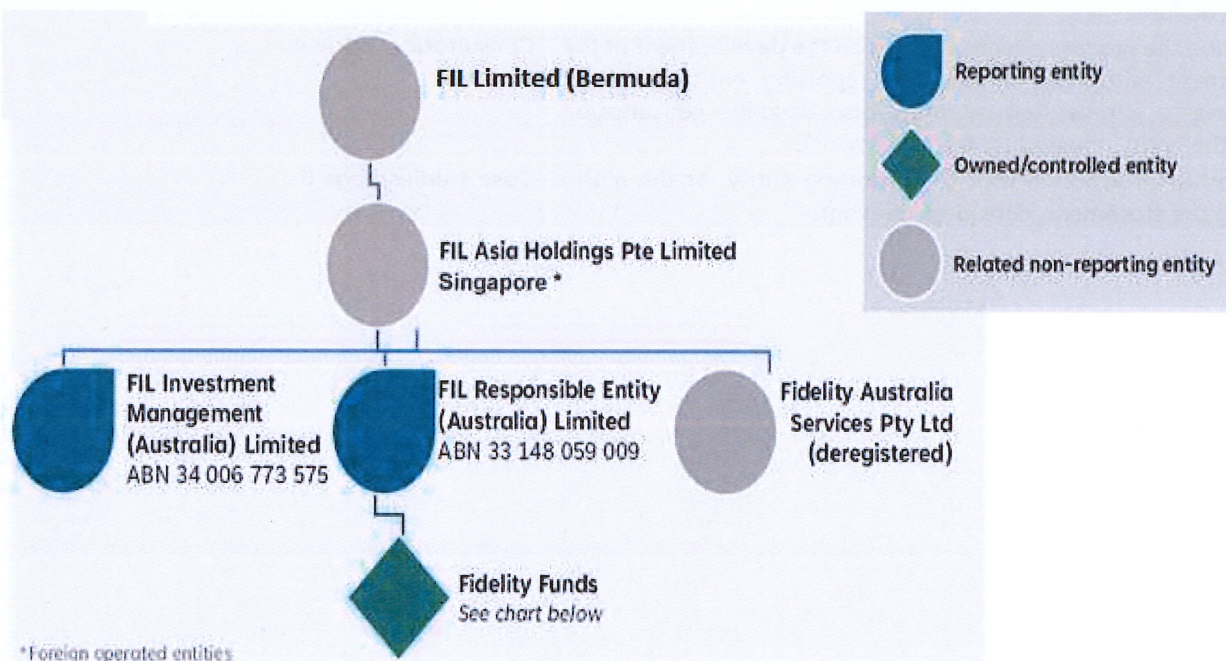 FIL Limited (Bermuda)
Reporting entity
Owned/controlled entity
Related non-reporting entity
FIL Asia Holdings Pte Limited
Singapore *
FIL Investment
Management
(Australia) Limited
ABN 34 006 773 575
FIL Responsible Entity
(Australia) Limited
ABN 33 148 059 009
Fidelity Australia
Services Pty Ltd
(deregistered)
Fidelity Funds
See chart below
*Foreign operated entities